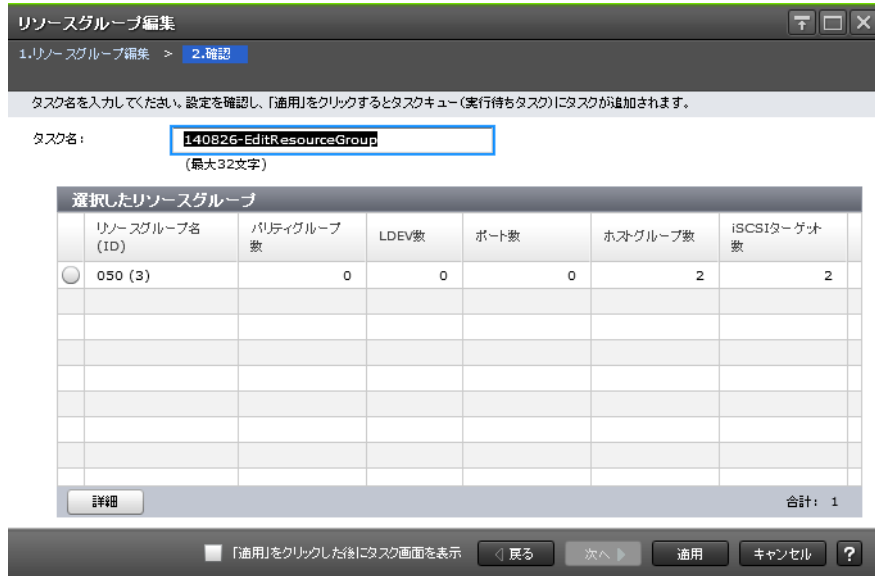 リソースグループ編集
1.リソースグループ編集 > 2.確認
タスク名を入力してください。設定を確認し、「適用」をクリックするとタスクキュー(実行待ちタスク)にタスクが追加されます。
タスク名:
140826-EditResourceGroup
(最大32文字)
選択したリソースグループ
リソースグループ名
(ID)
パリティグループ
数
LDEV数
ポート数
ホストグループ数
iSCSIターゲット
数
050 (3) 0 0 0 2 2
詳細
合計: 1
「適用」をクリックした後にタスク画面を表示
戻る
次へ
適用
キャンセル
?